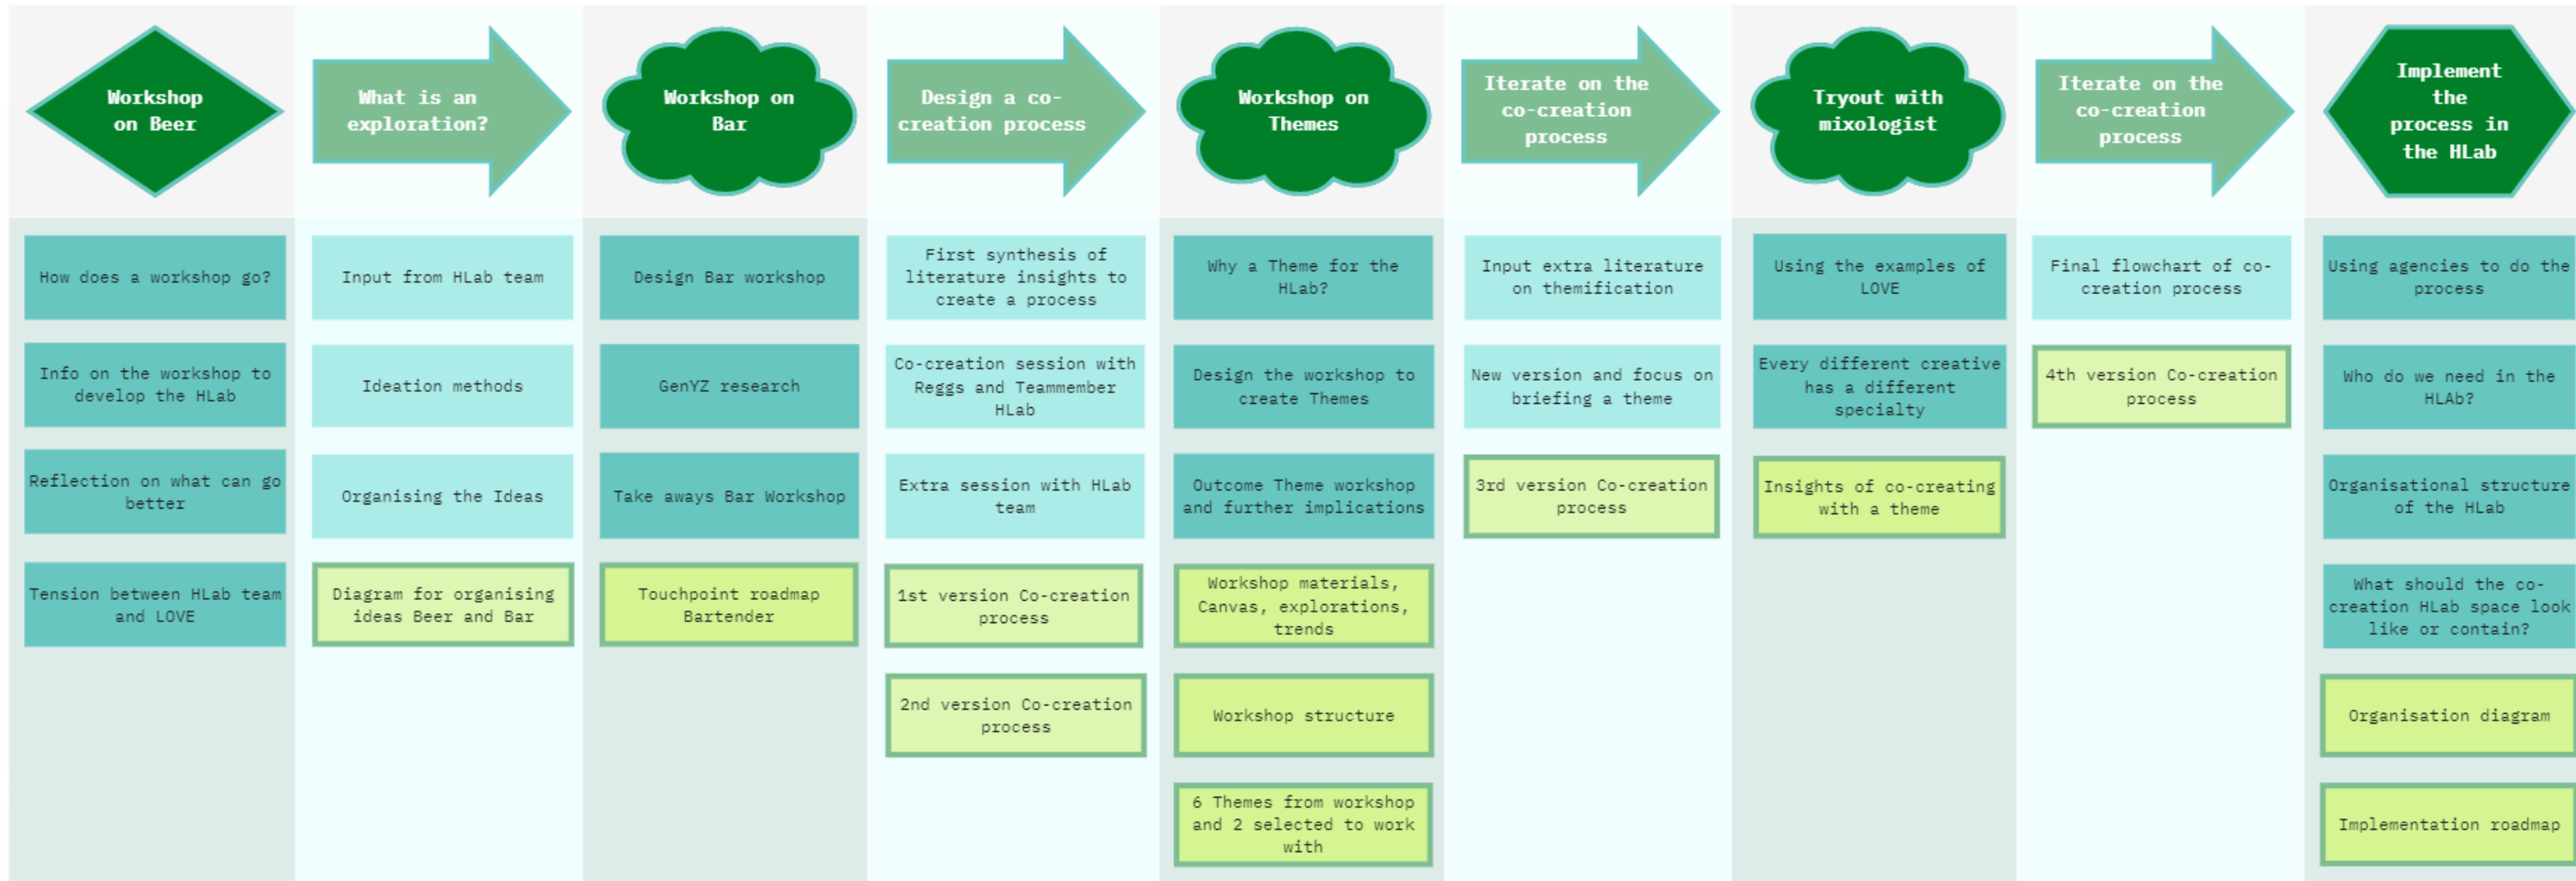 Workshop
on Beer
What is an
exploration?
Workshop on
Bar
Design a co-
creation process
Workshop on
Themes
Iterate on the
co-creation
process
Tryout with
mixologist
Iterate on the
co-creation
process
Implement
the
process in
the HLab
How does a workshop go?
Info on the workshop to
develop the HLab
Reflection on what can go
better
Tension between HLab team
and LOVE
Input from HLab team
Ideation methods
Organising the Ideas
Diagram for organising
ideas Beer and Bar
Design Bar workshop
GenYZ research
Take aways Bar Workshop
Touchpoint roadmap
Bartender
First synthesis of
literature insights to
create a process
Co-creation session with
Reggs and Teammember
HLab
Extra session with HLab
team
1st version Co-creation
process
2nd version Co-creation
process
Why a Theme for the
HLab?
Design the workshop to
create Themes
Outcome Theme workshop
and further implications
Workshop materials,
Canvas, explorations,
trends
Workshop structure
6 Themes from workshop
and 2 selected to work
with
Input extra literature
on themification
New version and focus on
briefing a theme
3rd version Co-creation
process
Using the examples of
LOVE
Every different creative
has a different
specialty
Insights of co-creating
with a theme
Final flowchart of co-
creation process
4th version Co-creation
process
Using agencies to do the
process
Who do we need in the
HLAb?
Organisational structure
of the HLab
What should the co-
creation HLab space look
like or contain?
Organisation diagram
Implementation roadmap